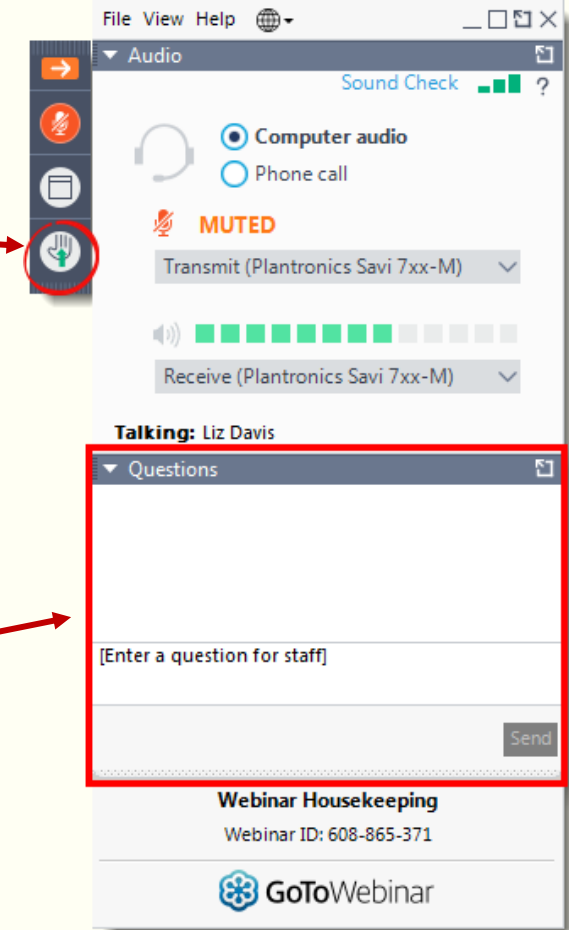 File View Help
Audio
Sound Check ?
Computer audio
Phone call
MUTED
Transmit (Plantronics Savi 7xx-M)
Receive (Plantronics Savi 7xx-M)
Talking: Liz Davis
Questions
[Enter a question for staff]
Send
Webinar Housekeeping
Webinar ID: 608-865-371
GoToWebinar